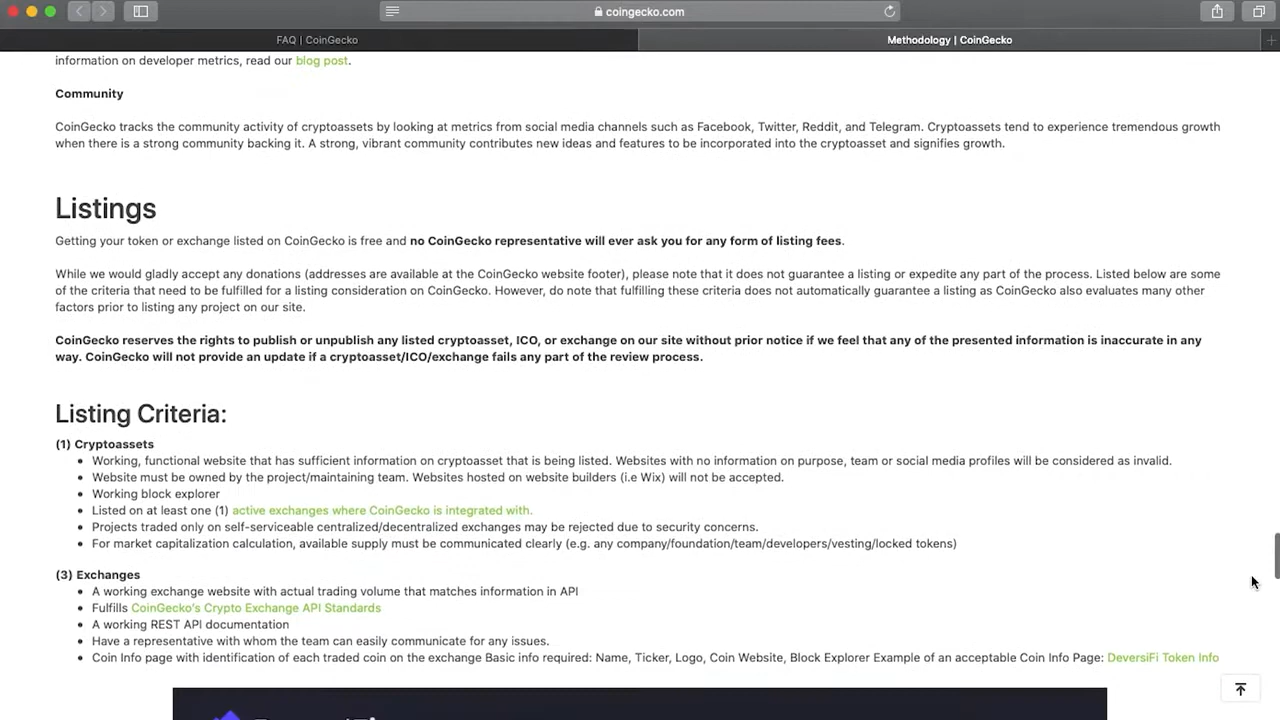 coingecko.com
FAQ | CoinGecko
Methodology | CoinGecko
information on developer metrics, read our blog post.
Community
CoinGecko tracks the community activity of cryptoassets by looking at metrics from social media channels such as Facebook, Twitter, Reddit, and Telegram. Cryptoassets tend to experience tremendous growth
when there is a strong community backing it. A strong, vibrant community contributes new ideas and features to be incorporated into the cryptoasset and signifies growth.
Listings
Getting your token or exchange listed on CoinGecko is free and no CoinGecko representative will ever ask you for any form of listing fees.
While we would gladly accept any donations (addresses are available at the CoinGecko website footer), please note that it does not guarantee a listing or expedite any part of the process. Listed below are some
of the criteria that need to be fulfilled for a listing consideration on CoinGecko. However, do note that fulfilling these criteria does not automatically guarantee a listing as CoinGecko also evaluates many other
factors prior to listing any project on our site.
CoinGecko reserves the rights to publish or unpublish any listed cryptoasset, ICO, or exchange on our site without prior notice if we feel that any of the presented information is inaccurate in any
way. CoinGecko will not provide an update if a cryptoasset/ICO/exchange fails any part of the review process.
Listing Criteria:
(1) Cryptoassets
• Working, functional website that has sufficient information on cryptoasset that is being listed. Websites with no information on purpose, team or social media profiles will be considered as invalid.
• Website must be owned by the project/maintaining team. Websites hosted on website builders (i.e Wix) will not be accepted.
• Working block explorer
• Listed on at least one (1) active exchanges where CoinGecko is integrated with.
• Projects traded only on self-serviceable centralized/decentralized exchanges may be rejected due to security concerns.
• For market capitalization calculation, available supply must be communicated clearly (e.g. any company/foundation/team/developers/vesting/locked tokens)
(3) Exchanges
• A working exchange website with actual trading volume that matches information in API
• Fulfills CoinGecko's Crypto Exchange API Standards
• A working REST API documentation
• Have a representative with whom the team can easily communicate for any issues.
• Coin Info page with identification of each traded coin on the exchange Basic info required: Name, Ticker, Logo, Coin Website, Block Explorer Example of an acceptable Coin Info Page: DeversiFi Token Info